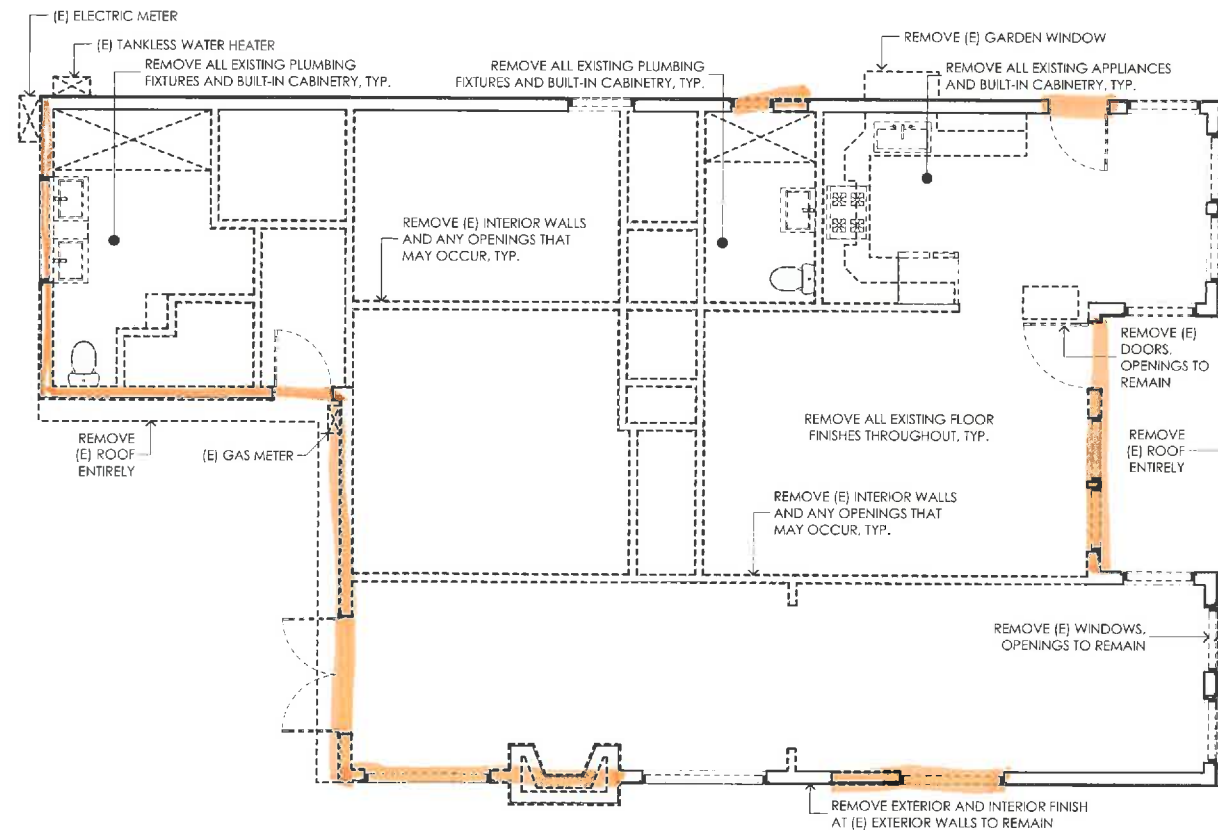 (E) ELECTRIC METER
(E) TANKLESS WATER HEATER
REMOVE ALL EXISTING PLUMBING
FIXTURES AND BUILT-IN CABINETRY, TYP.
REMOVE ALL EXISTING PLUMBING
FIXTURES AND BUILT-IN CABINETRY, TYP.
REMOVE (E) GARDEN WINDOW
REMOVE ALL EXISTING APPLIANCES
AND BUILT-IN CABINETRY, TYP.
REMOVE (E) INTERIOR WALLS
AND ANY OPENINGS THAT
MAY OCCUR, TYP.
REMOVE (E)
DOORS,
OPENINGS TO
REMAIN
REMOVE ALL EXISTING FLOOR
FINISHES THROUGHOUT, TYP.
REMOVE
(E) ROOF
ENTIRELY
(E) GAS METER
REMOVE
(E) ROOF
ENTIRELY
REMOVE (E) INTERIOR WALLS
AND ANY OPENINGS THAT
MAY OCCUR, TYP.
REMOVE (E) WINDOWS,
OPENINGS TO REMAIN
REMOVE EXTERIOR AND INTERIOR FINISH
AT (E) EXTERIOR WALLS TO REMAIN